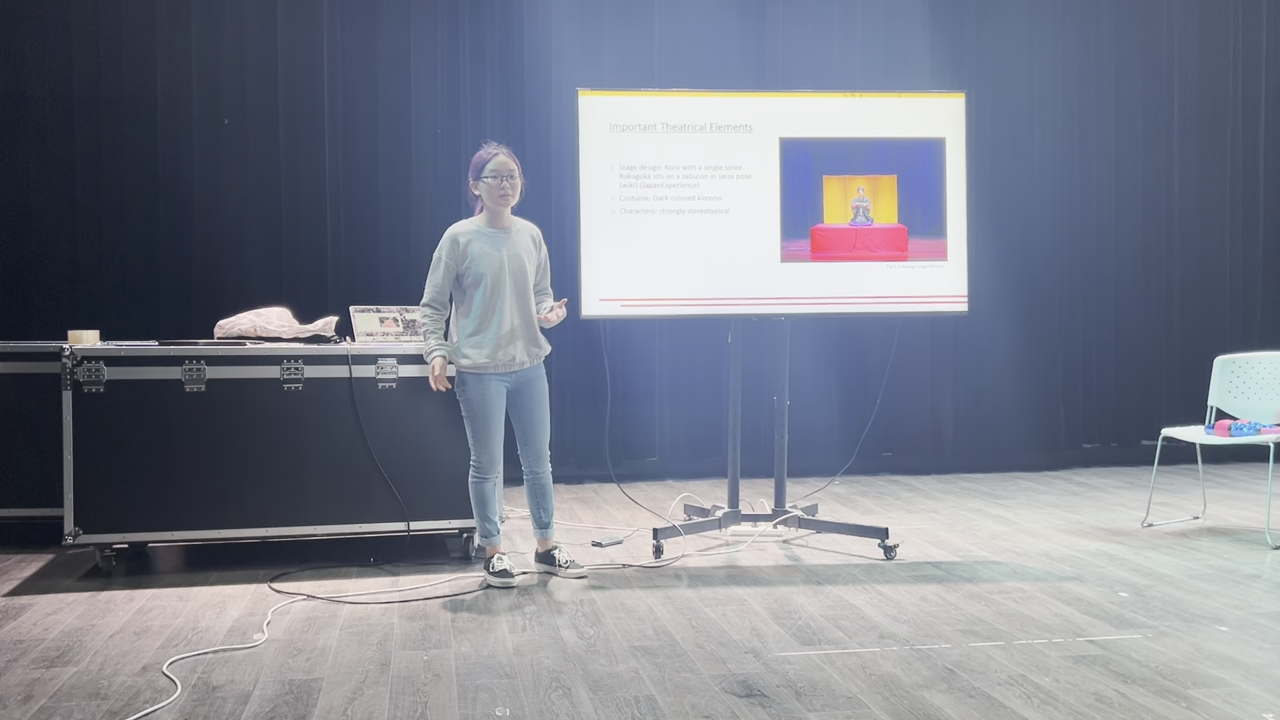 Important Theatrical Elements
Stage design: Koza with a single scree.
Rakugoka sits on a zabuton in seiza pose
(wiki) (JapanExperience)
Costume: Dark colored kimono
Characters: strongly stereotypical